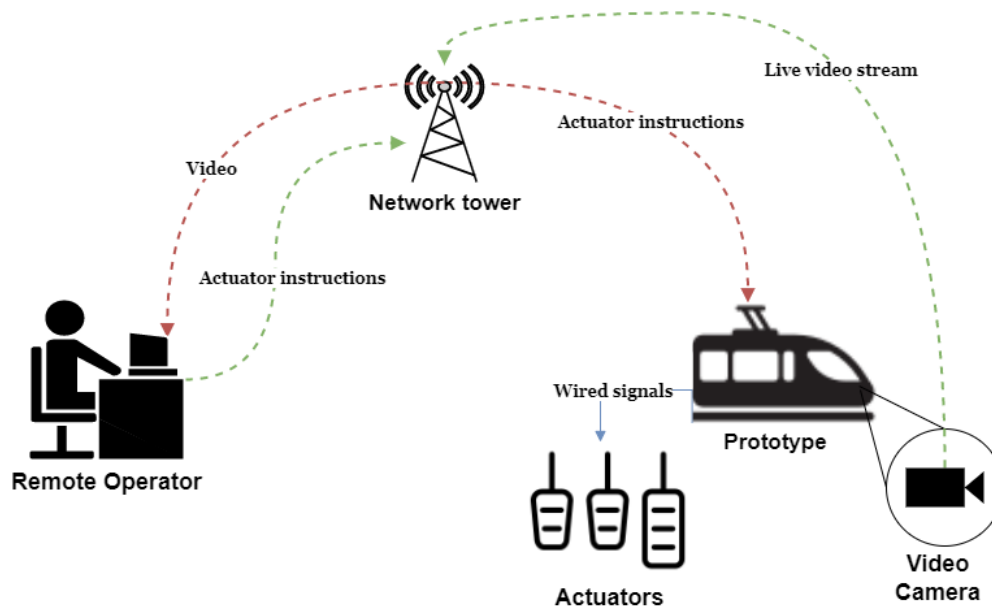 Live video stream
Actuator instructions
Video
Network tower
Actuator instructions
Wired signals
Prototype
Remote Operator
Video
Camera
Actuators